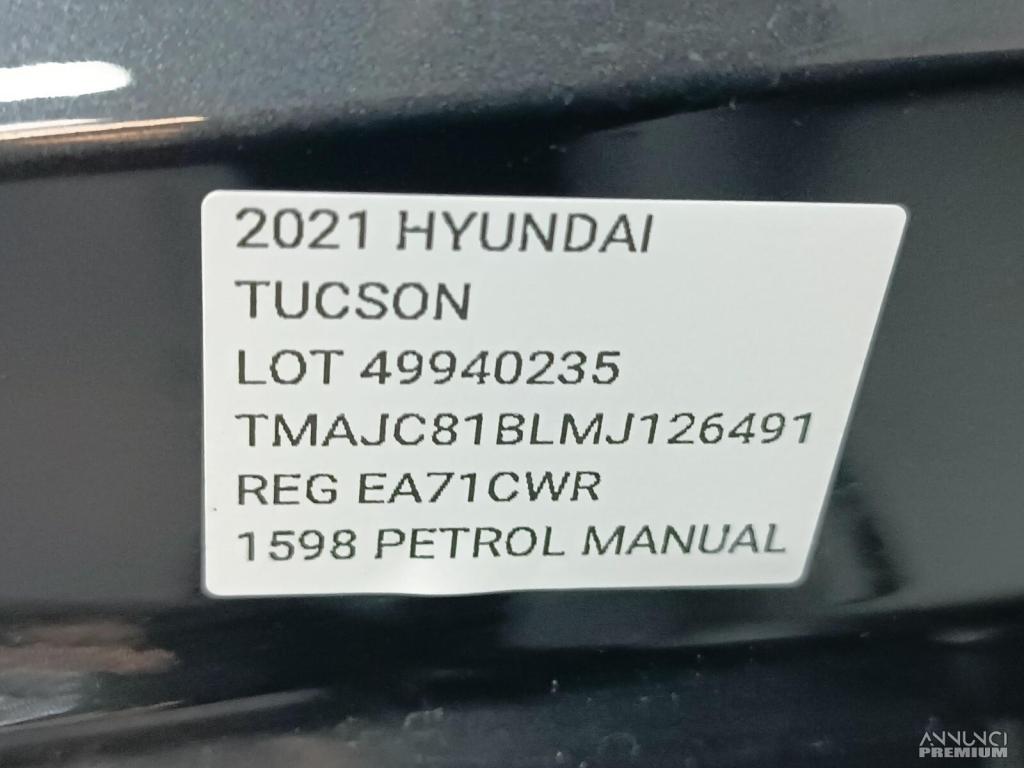 2021 HYUNDAI
TUCSON
LOT 49940235
TMAJC81BLMJ126491
REG EA71CWR
1598 PETROL MANUAL
ANNUNCI
PREMIUM